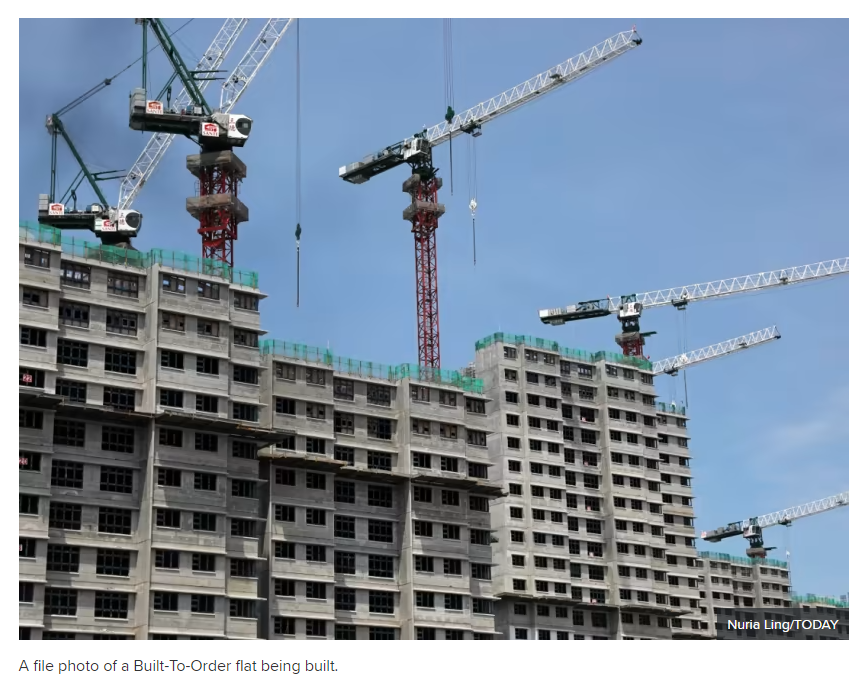 Nuria Ling/TODAY
A file photo of a Built-To-Order flat being built.